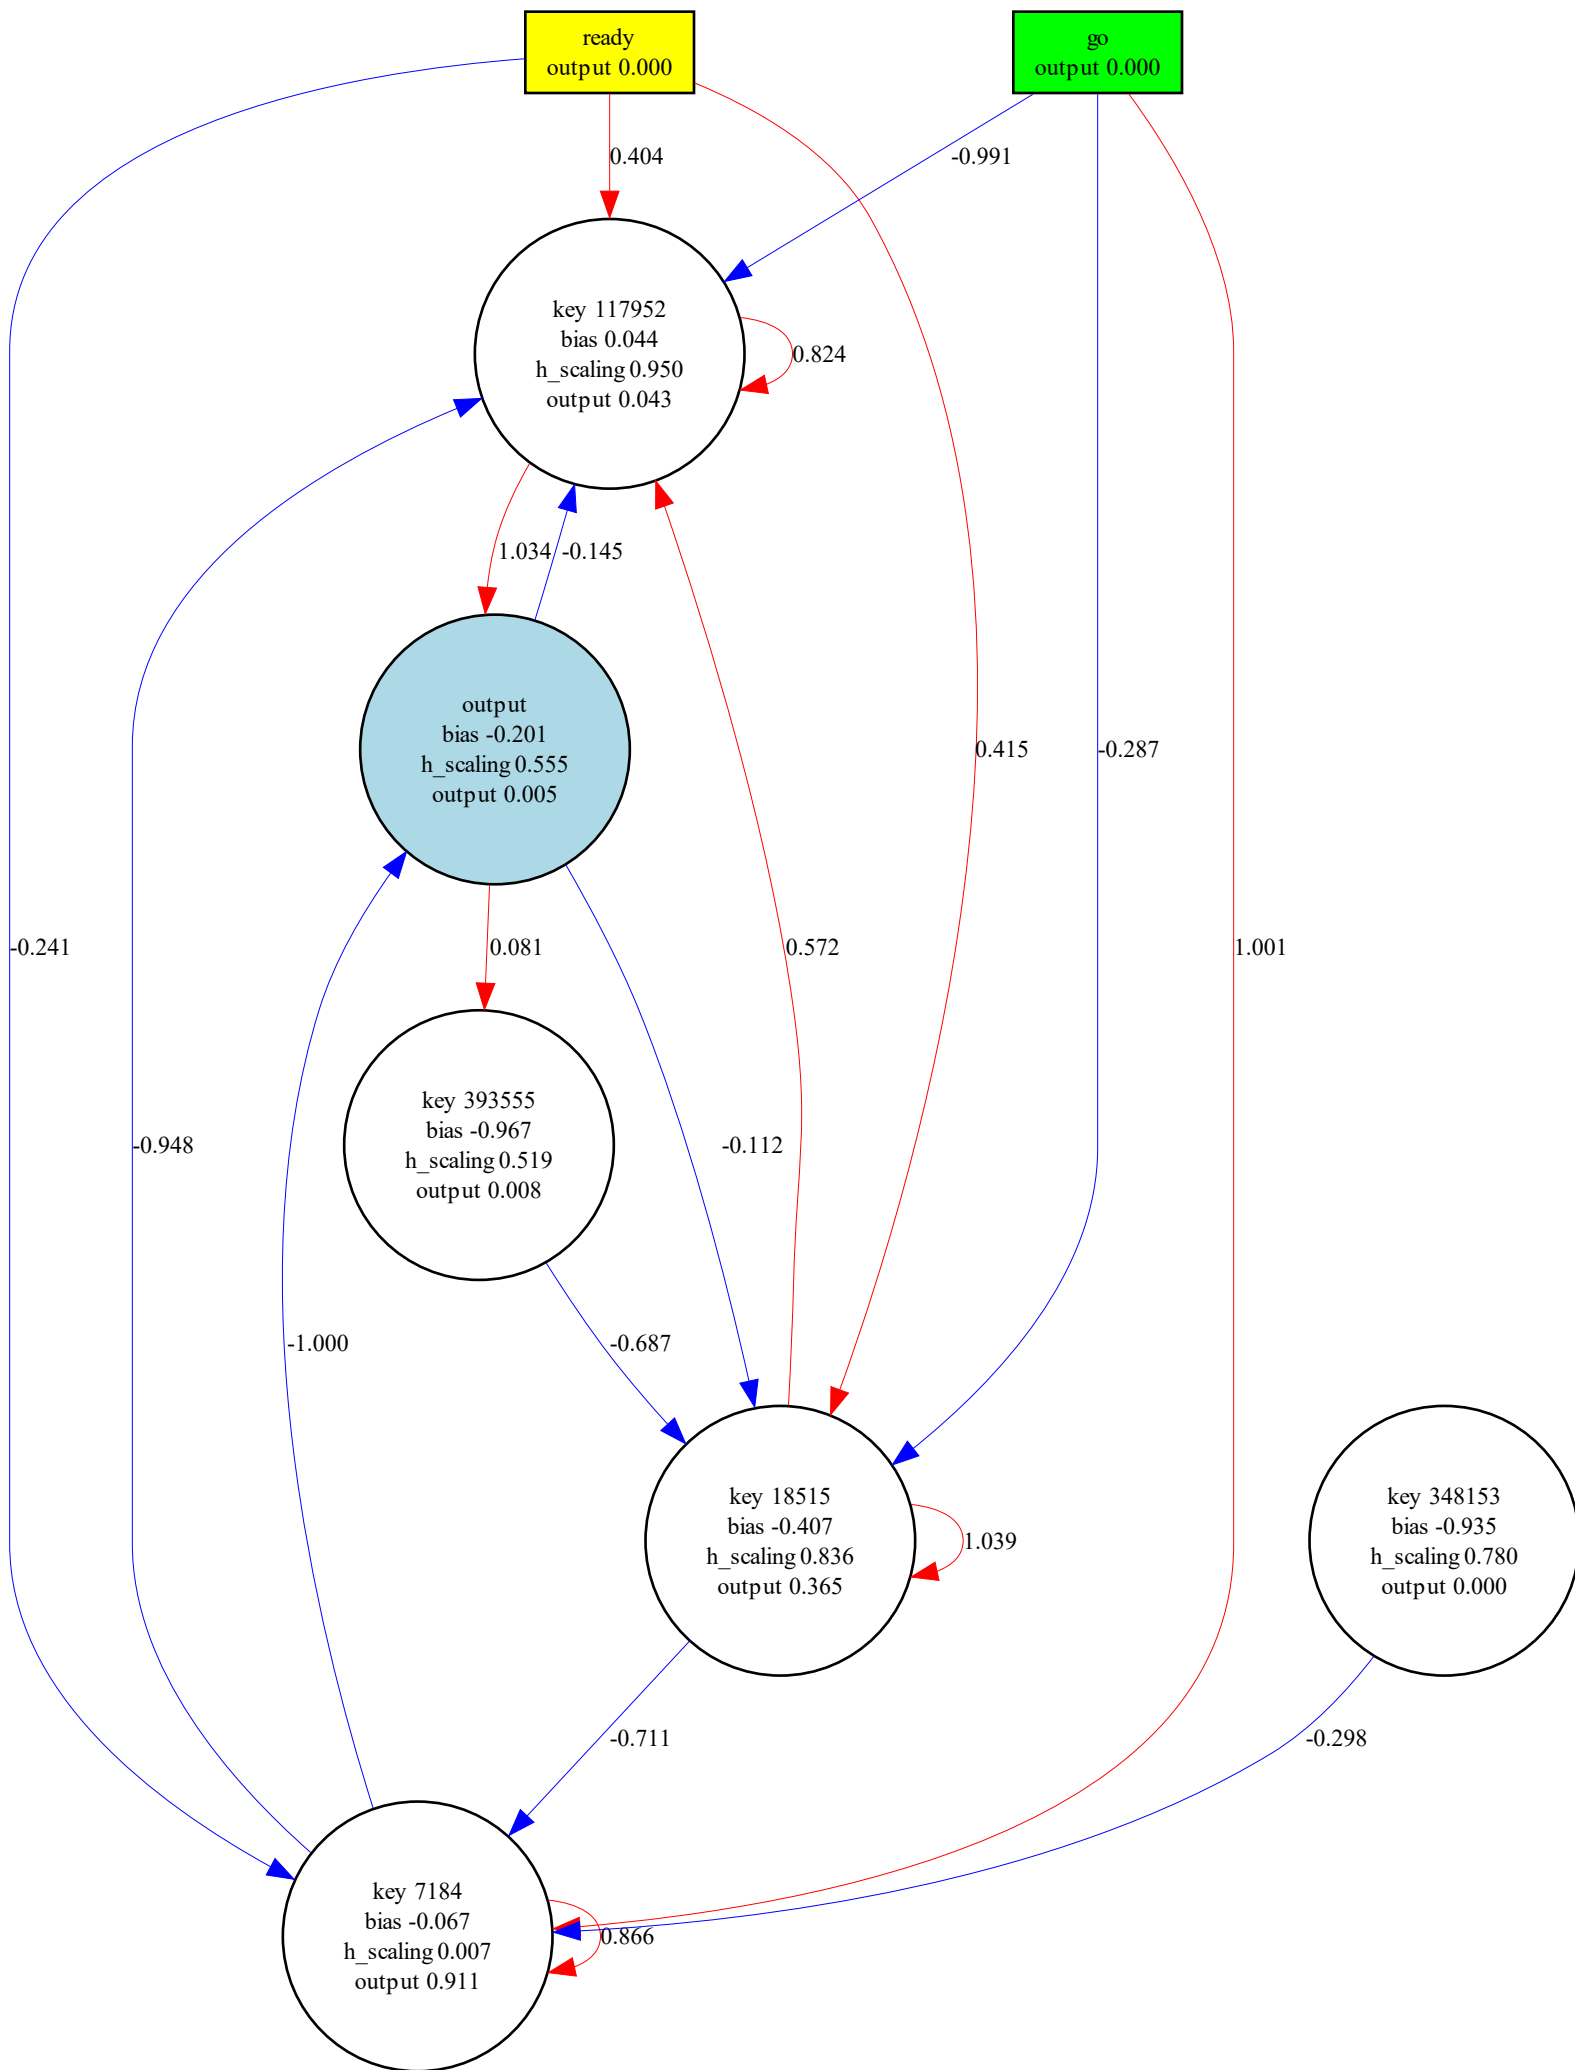 ready
output 0.000
go
output 0.000
0.404
-0.991
key 117952
bias 0.044
h_scaling 0.950
output 0.043
0.824
1.034
-0.145
output
bias -0.201
h_scaling 0.555
output 0.005
0.415
-0.287
-0.241
0.081
0.572
1.001
key 393555
bias -0.967
h_scaling 0.519
output 0.008
-0.948
-0.112
-1.000
-0.687
key 18515
bias -0.407
h_scaling 0.836
output 0.365
1.039
key 348153
bias -0.935
h_scaling 0.780
output 0.000
-0.711
-0.298
key 7184
bias -0.067
h_scaling 0.007
output 0.911
0.866